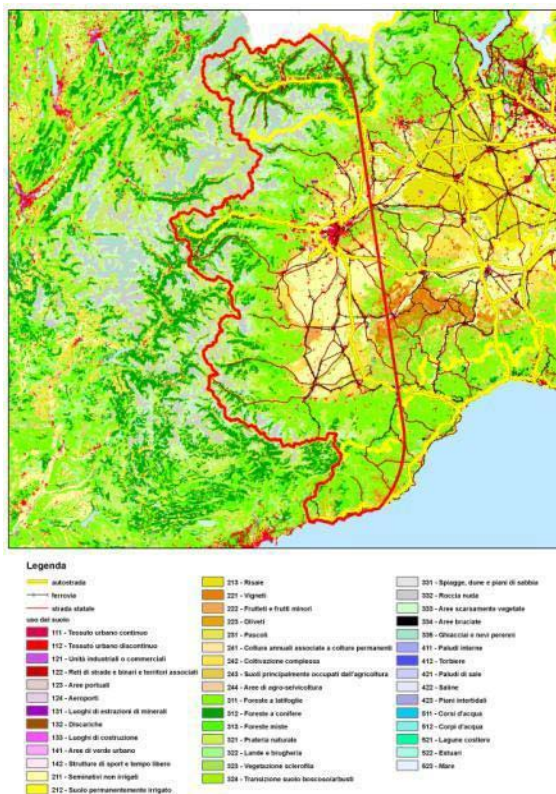 Legenda
autostrada
ferrovia
strada statale
uso del suolo
111 - Tessuto urbano continuo
112 - Tessuto urbano discontinuo
121 - Unità industriali o commerciali
122 - Reti di strade e binari e territori associati
123 - Aree portuali
124 - Aeroporti
131 - Luoghi di estrazioni di minerali
132 - Discariche
133 - Luoghi di costruzione
141 - Aree di verde urbano
142 - Strutture di sport e tempo libero
211 - Seminativi non irrigati
212 - Suolo permanentemente irrigato
213 - Risaie
221 - Vigneti
222 - Frutteti e frutti minori
223 - Oliveti
231 - Pascoli
241 - Colture annuali associate a colture permanenti
242 - Coltivazione complessa
243 - Suoli principalmente occupati dall'agricoltura
244 - Aree di agro-selvicoltura
311 - Foreste a latifoglie
312 - Foreste a conifere
313 - Foreste miste
321 - Praterie naturali
322 - Lande e brugheria
323 - Vegetazione sclerofita
324 - Transizione suolo boscoso/arbusti
331 - Spiagge, dune e piani di sabbia
332 - Roccia nuda
333 - Aree scarsamente vegetate
334 - Aree bruciate
335 - Ghiacciai e nevi perenni
411 - Paludi interne
412 - Torbiere
421 - Paludi di sale
422 - Saline
423 - Piani intertidali
511 - Corsi d'acqua
512 - Corpi d'acqua
521 - Lagune costiere
522 - Estuari
523 - Mare